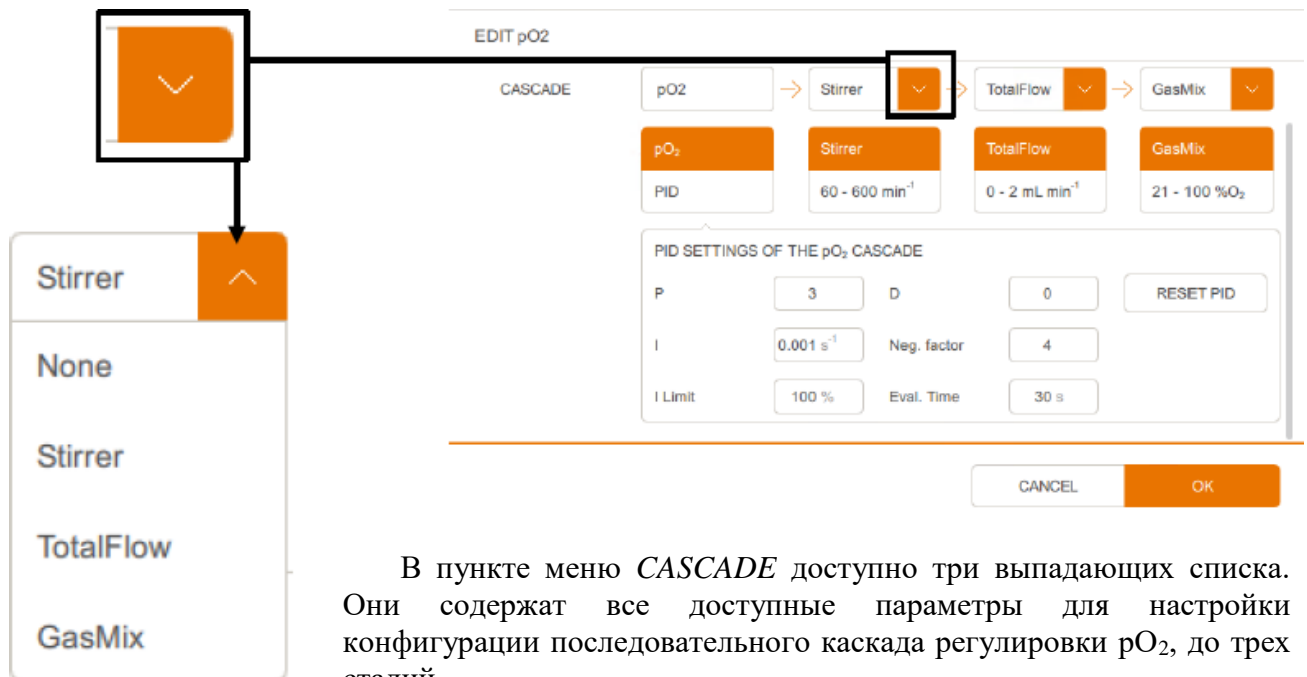 EDIT pO2
CASCADE pO2 Stirrer TotalFlow GasMix
pO₂ Stirrer TotalFlow GasMix
PID 60 - 600 min⁻¹ 0 - 2 mL min⁻¹ 21 - 100 %O₂
PID SETTINGS OF THE pO₂ CASCADE
P 3 D 0 RESET PID
I 0.001 s⁻¹ Neg. factor 4
I Limit 100 % Eval. Time 30 s
CANCEL OK
Stirrer
None
Stirrer
TotalFlow
GasMix
В пункте меню CASCADE доступно три выпадающих списка.
Они содержат все доступные параметры для настройки
конфигурации последовательного каскада регулировки pO₂, до трех